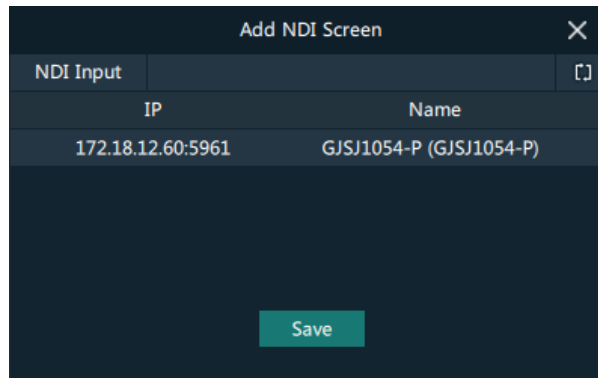 Add NDI Screen
NDI Input
IP Name
172.18.12.60:5961 GJSJ1054-P (GJSJ1054-P)
Save